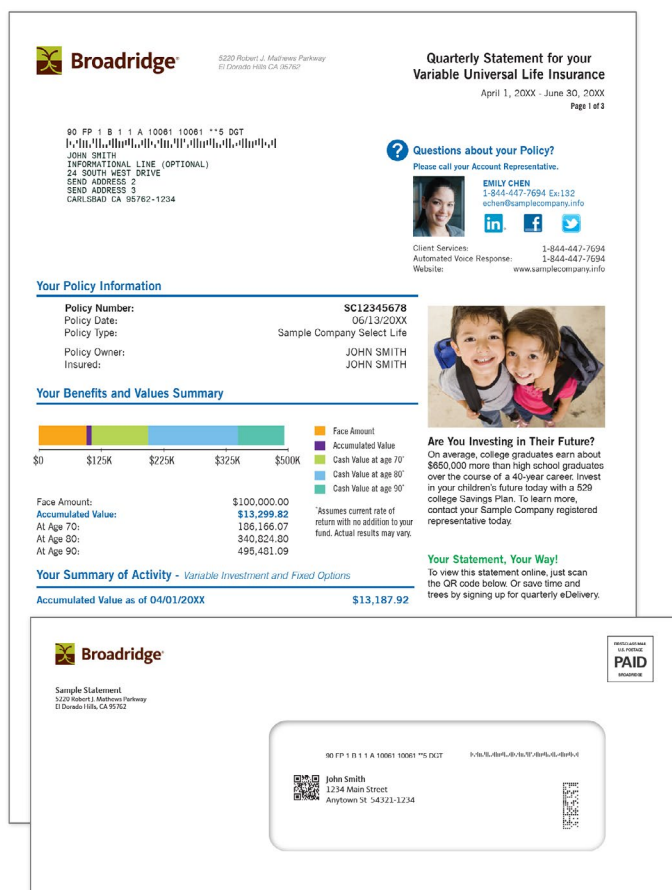 Broadridge®
5220 Robert J. Mathews Parkway
El Dorado Hills CA 95762
Quarterly Statement for your
Variable Universal Life Insurance
April 1, 20XX - June 30, 20XX
Page 1 of 3
90 FP 1 B 1 1 A 10061 10061 **5 DGT
JOHN SMITH
INFORMATIONAL LINE (OPTIONAL)
24 SOUTH WEST DRIVE
SEND ADDRESS 2
SEND ADDRESS 3
CARLSBAD CA 95762-1234
? Questions about your Policy?
Please call your Account Representative.
EMILY CHEN
1-844-447-7694 Ex:132
echen@samplecompany.info
in
f
Client Services: 1-844-447-7694
Automated Voice Response: 1-844-447-7694
Website: www.samplecompany.info
Your Policy Information
Policy Number: SC12345678
Policy Date: 06/13/20XX
Policy Type: Sample Company Select Life
Policy Owner: JOHN SMITH
Insured: JOHN SMITH
Your Benefits and Values Summary
$0 $125K $225K $325K $500K
Face Amount
Accumulated Value
Cash Value at age 70*
Cash Value at age 80*
Cash Value at age 90*
*Assumes current rate of
return with no addition to your
fund. Actual results may vary.
Face Amount: $100,000.00
Accumulated Value: $13,299.82
At Age 70: 186,166.07
At Age 80: 340,824.80
At Age 90: 495,481.09
Your Summary of Activity - Variable Investment and Fixed Options
Accumulated Value as of 04/01/20XX $13,187.92
Are You Investing in Their Future?
On average, college graduates earn about
$650,000 more than high school graduates
over the course of a 40-year career. Invest
in your children's future today with a 529
college Savings Plan. To learn more,
contact your Sample Company registered
representative today.
Your Statement, Your Way!
To view this statement online, just scan
the QR code below. Or save time and
trees by signing up for quarterly eDelivery.
Broadridge®
Sample Statement
5220 Robert J. Mathews Parkway
El Dorado Hills, CA 95762
FIRST-CLASS MAIL
U.S. POSTAGE
PAID
BROADRIDGE
90 FP 1 B 1 1 A 10061 10061 **5 DGT
John Smith
1234 Main Street
Anytown St 54321-1234